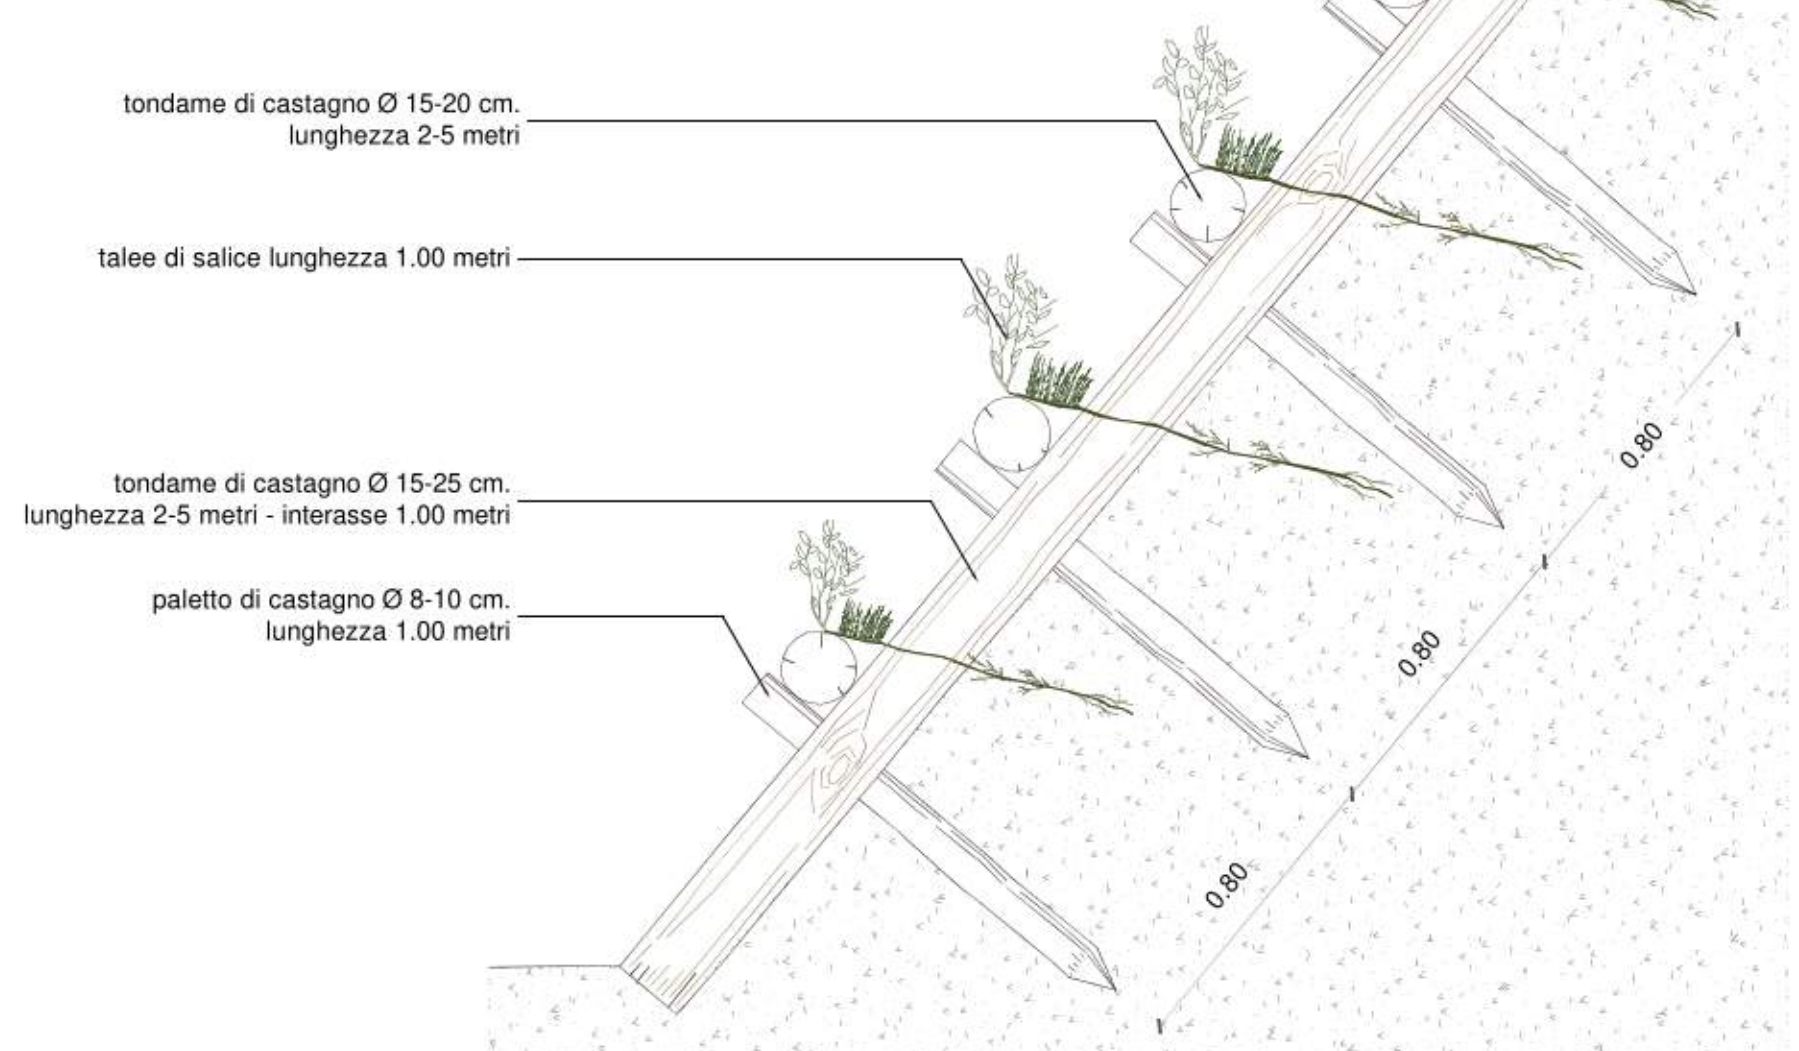 tondame di castagno Ø 15-20 cm.
lunghezza 2-5 metri
talee di salice lunghezza 1.00 metri
tondame di castagno Ø 15-25 cm.
lunghezza 2-5 metri - interasse 1.00 metri
paletto di castagno Ø 8-10 cm.
lunghezza 1.00 metri
0.80
0.80
0.80